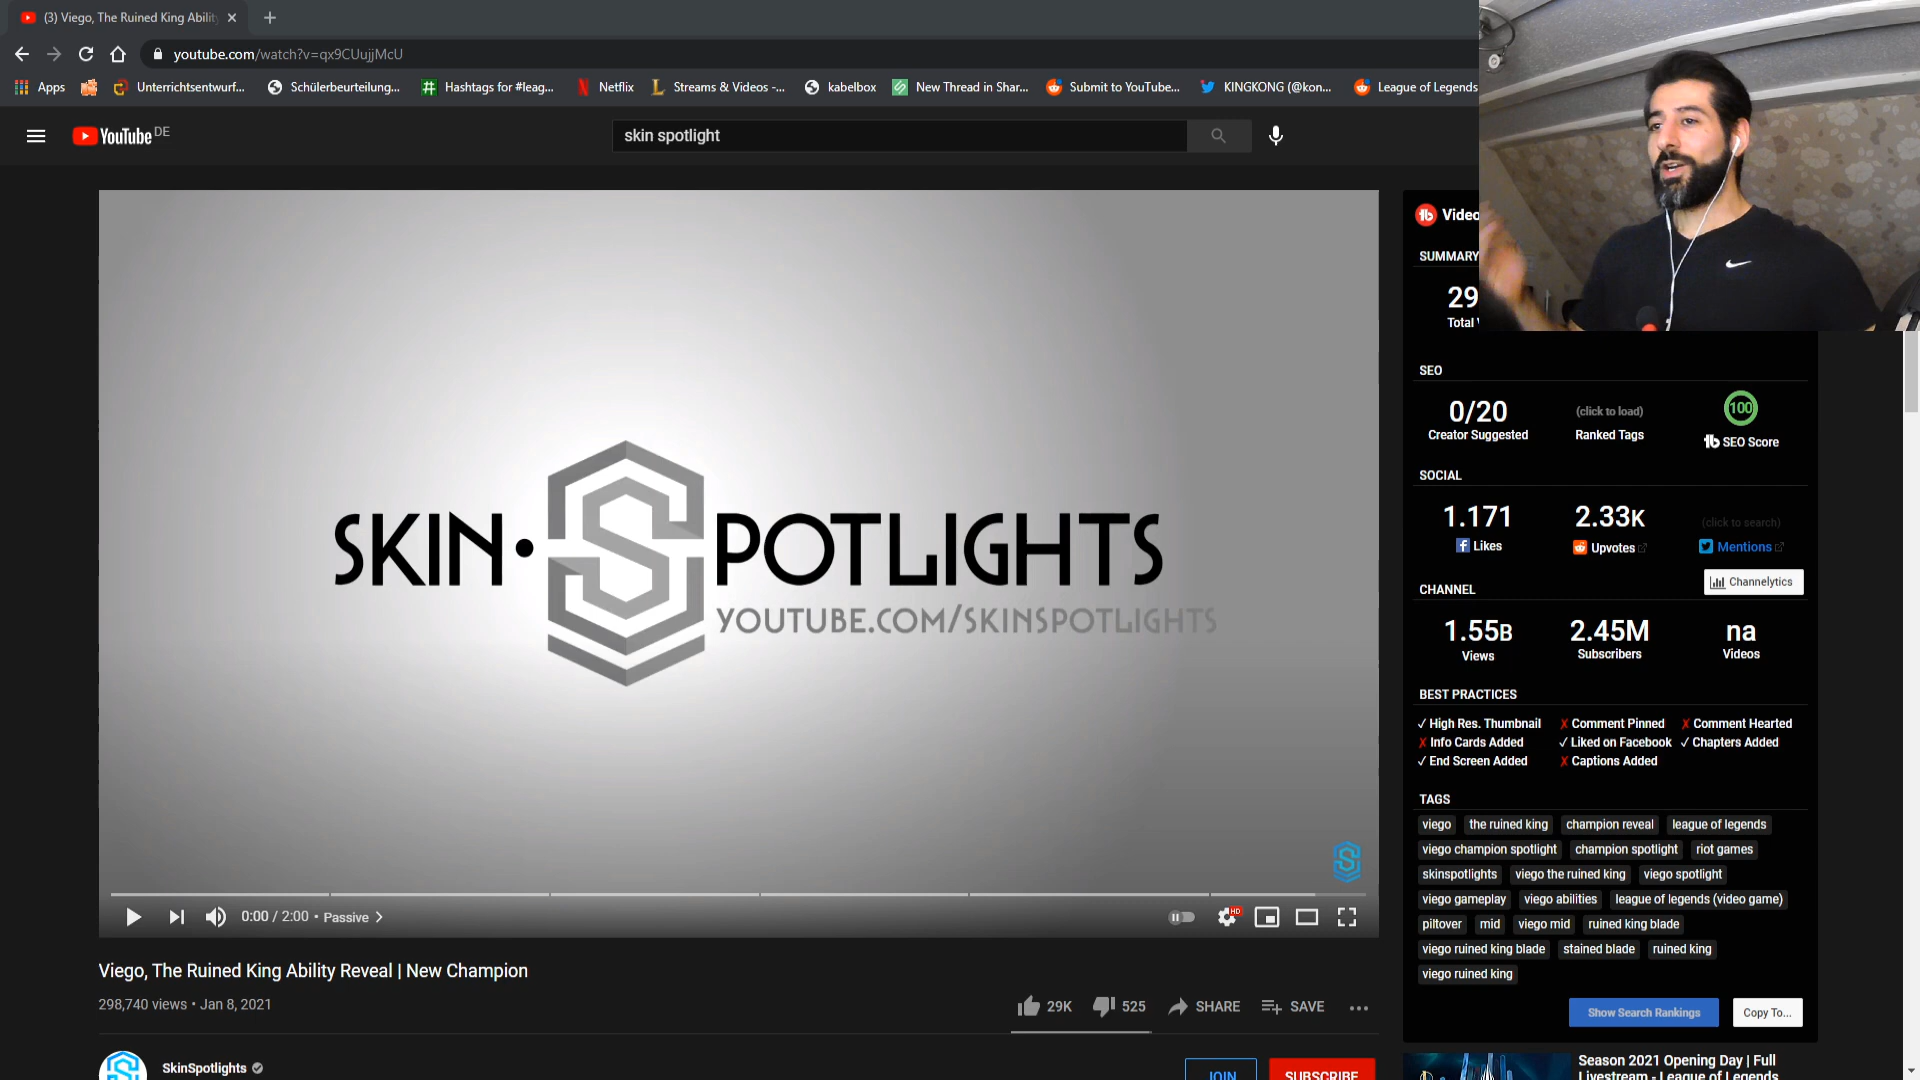 (3) Viego, The Ruined King Abilit
youtube.com/watch?v=qx9CUujjMcU
Apps Unterrichtsentwurf... Schülerbeurteilung... Hashtags for #leag... Netflix Streams & Videos -... kabelbox New Thread in Shar... Submit to YouTube... KINGKONG (@kon... League of Legends
YouTube DE
skin spotlight
SKIN•SPOTLIGHTS
YOUTUBE.COM/SKINSPOTLIGHTS
0:00 / 2:00 • Passive
HD
Viego, The Ruined King Ability Reveal | New Champion
298,740 views • Jan 8, 2021
29K 525 SHARE SAVE
SkinSpotlights
JOIN SUBSCRIBE
Video
SUMMARY
29
Total
SEO
0/20 (click to load) 100
Creator Suggested Ranked Tags SEO Score
SOCIAL
1.171 2.33K (click to search)
Likes Upvotes Mentions
CHANNEL Channelytics
1.55B 2.45M na
Views Subscribers Videos
BEST PRACTICES
✓ High Res. Thumbnail ✗ Comment Pinned ✗ Comment Hearted
✗ Info Cards Added ✓ Liked on Facebook ✓ Chapters Added
✓ End Screen Added ✗ Captions Added
TAGS
viego the ruined king champion reveal league of legends
viego champion spotlight champion spotlight riot games
skinspotlights viego the ruined king viego spotlight
viego gameplay viego abilities league of legends (video game)
piltover mid viego mid ruined king blade
viego ruined king blade stained blade ruined king
viego ruined king
Show Search Rankings Copy To...
Season 2021 Opening Day | Full
Livestream - League of Legends